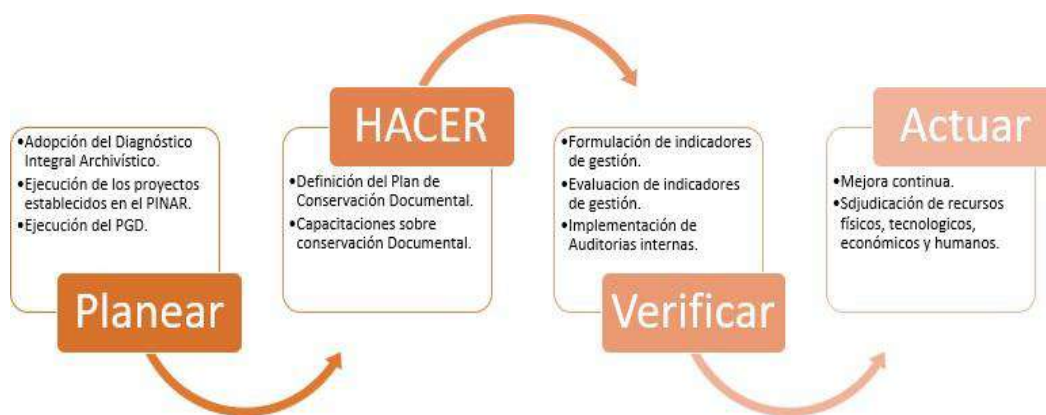 •Adopción del Diagnóstico
Integral Archivístico.
•Ejecución de los proyectos
establecidos en el PINAR.
•Ejecución del PGD.
Planear
HACER
•Definición del Plan de
Conservación Documental.
•Capacitaciones sobre
conservación Documental.
•Formulación de indicadores
de gestión.
•Evaluacion de indicadores
de gestión.
•Implementación de
Auditorias internas.
Verificar
Actuar
•Mejora continua.
•Sdjudicación de recursos
físicos, tecnologicos,
económicos y humanos.